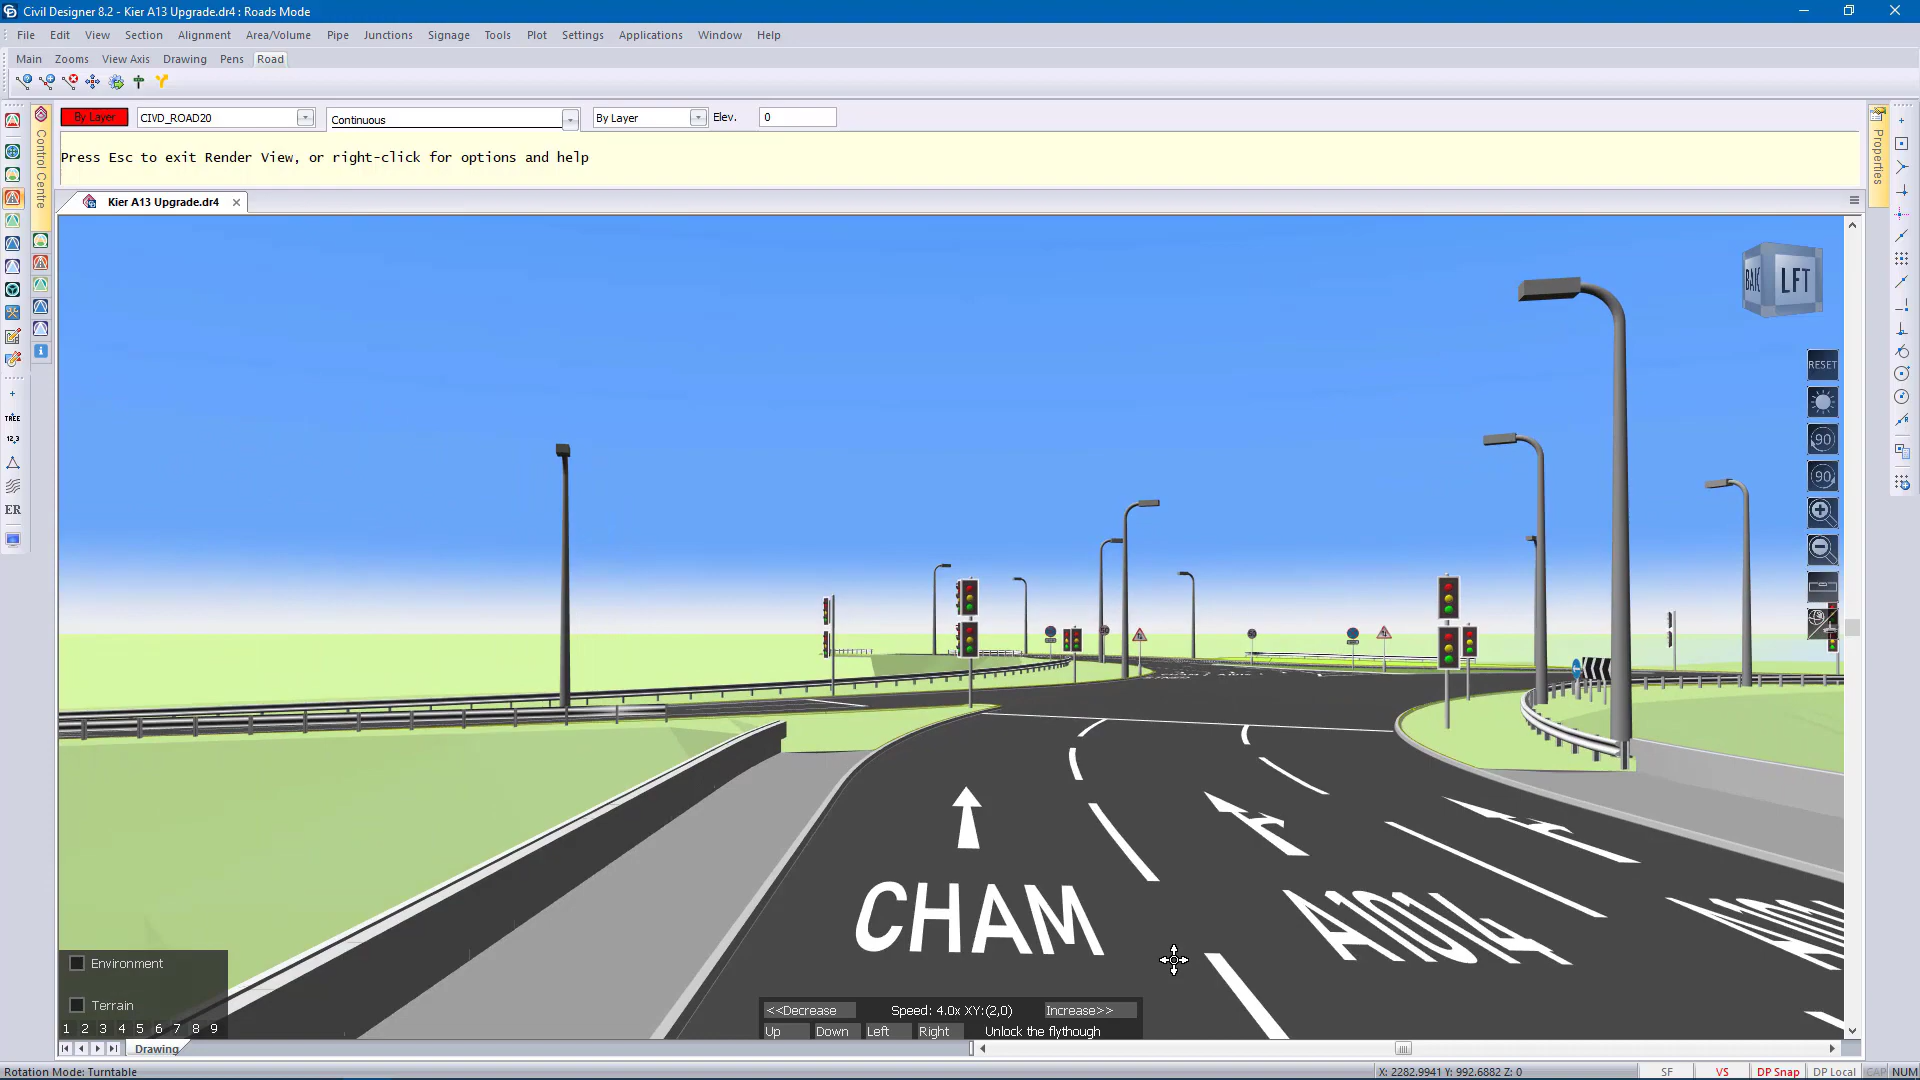 Civil Designer 8.2 - Kier A13 Upgrade.dr4 : Roads Mode
File Edit View Section Alignment Area/Volume Pipe Junctions Signage Tools Plot Settings Applications Window Help
Main Zooms View Axis Drawing Pens Road
By Layer CIVD_ROAD20 Continuous By Layer Elev. 0
Press Esc to exit Render View, or right-click for options and help
Control Centre
Properties
Kier A13 Upgrade.dr4
BAK LFT
RESET
90
90
TREE
12,3
ER
CHAM
A1014
Environment
Terrain
1 2 3 4 5 6 7 8 9
<<Decrease Speed: 4.0x XY:(2,0) Increase>>
Up Down Left Right Unlock the flythough
Drawing
Rotation Mode: Turntable X: 2282.9941 Y: 992.6882 Z: 0 SF VS DP Snap DP Local CAP NUM